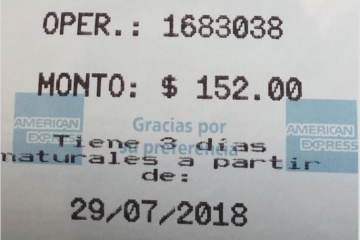 OPER.: 1683038
MONTO: $ 152.00
AMERICAN EXPRESS
Gracias por
su preferencia
AMERICAN EXPRESS
Tiene 3 días
naturales a partir
de:
29/07/2018